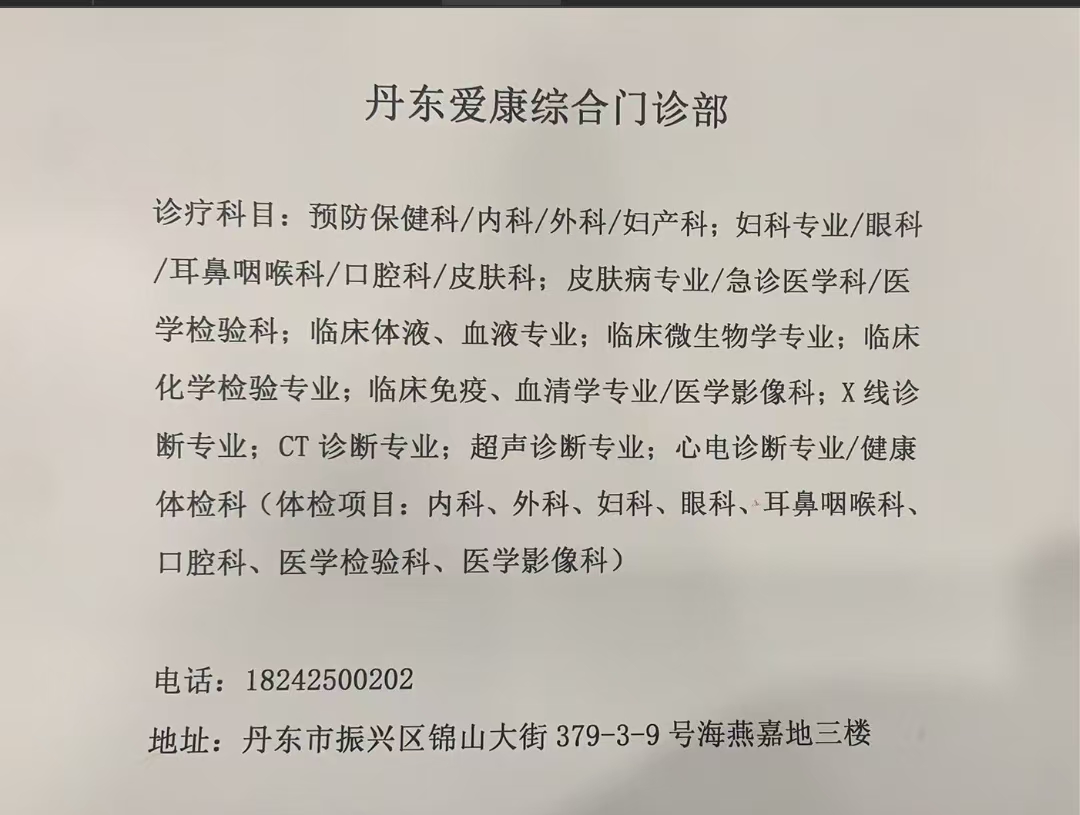 丹东爱康综合门诊部
诊疗科目：预防保健科/内科/外科/妇产科；妇科专业/眼科
/耳鼻咽喉科/口腔科/皮肤科；皮肤病专业/急诊医学科/医
学检验科；临床体液、血液专业；临床微生物学专业；临床
化学检验专业；临床免疫、血清学专业/医学影像科；X 线诊
断专业；CT 诊断专业；超声诊断专业；心电诊断专业/健康
体检科（体检项目：内科、外科、妇科、眼科、耳鼻咽喉科、
口腔科、医学检验科、医学影像科）
电话：18242500202
地址：丹东市振兴区锦山大街 379-3-9 号海燕嘉地三楼